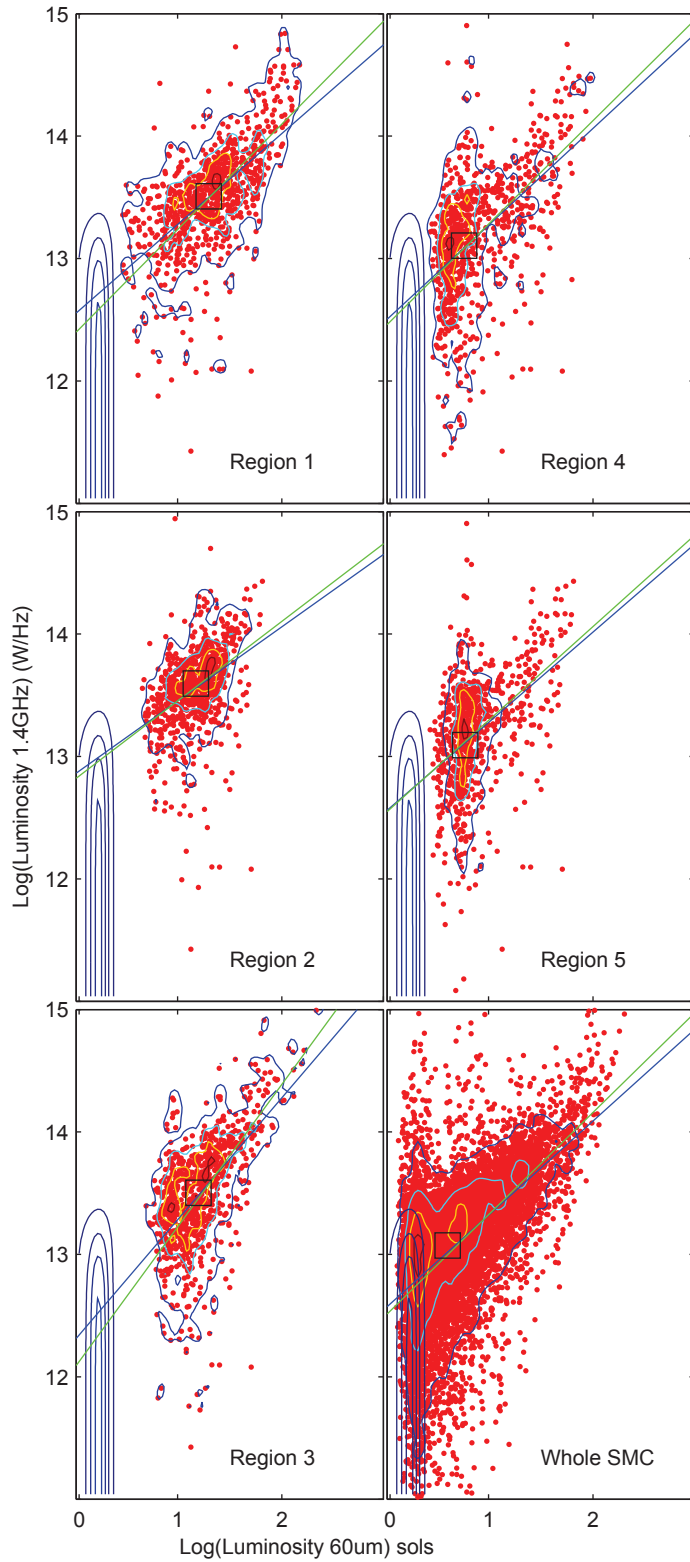 15
14
13
12
Region 1
Region 4
15
14
13
12
Region 2
Region 5
Log(Luminosity 1.4GHz) (W/Hz)
15
14
13
12
Region 3
Whole SMC
0 1 2 0 1 2
Log(Luminosity 60um) sols